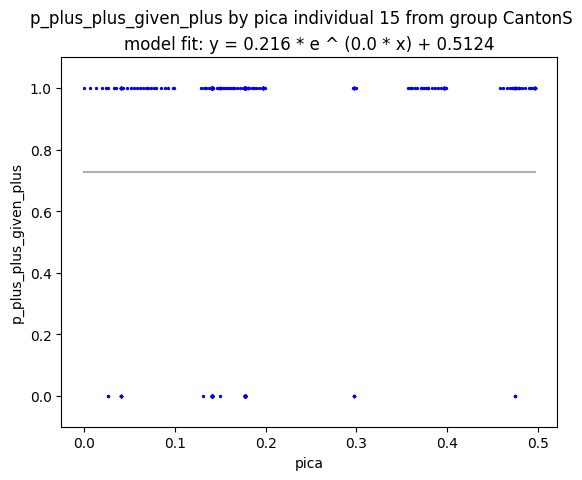 p_plus_plus_given_plus by pica individual 15 from group CantonS
model fit: y = 0.216 * e ^ (0.0 * x) + 0.5124
p_plus_plus_given_plus
1.0
0.8
0.6
0.4
0.2
0.0
0.0 0.1 0.2 0.3 0.4 0.5
pica